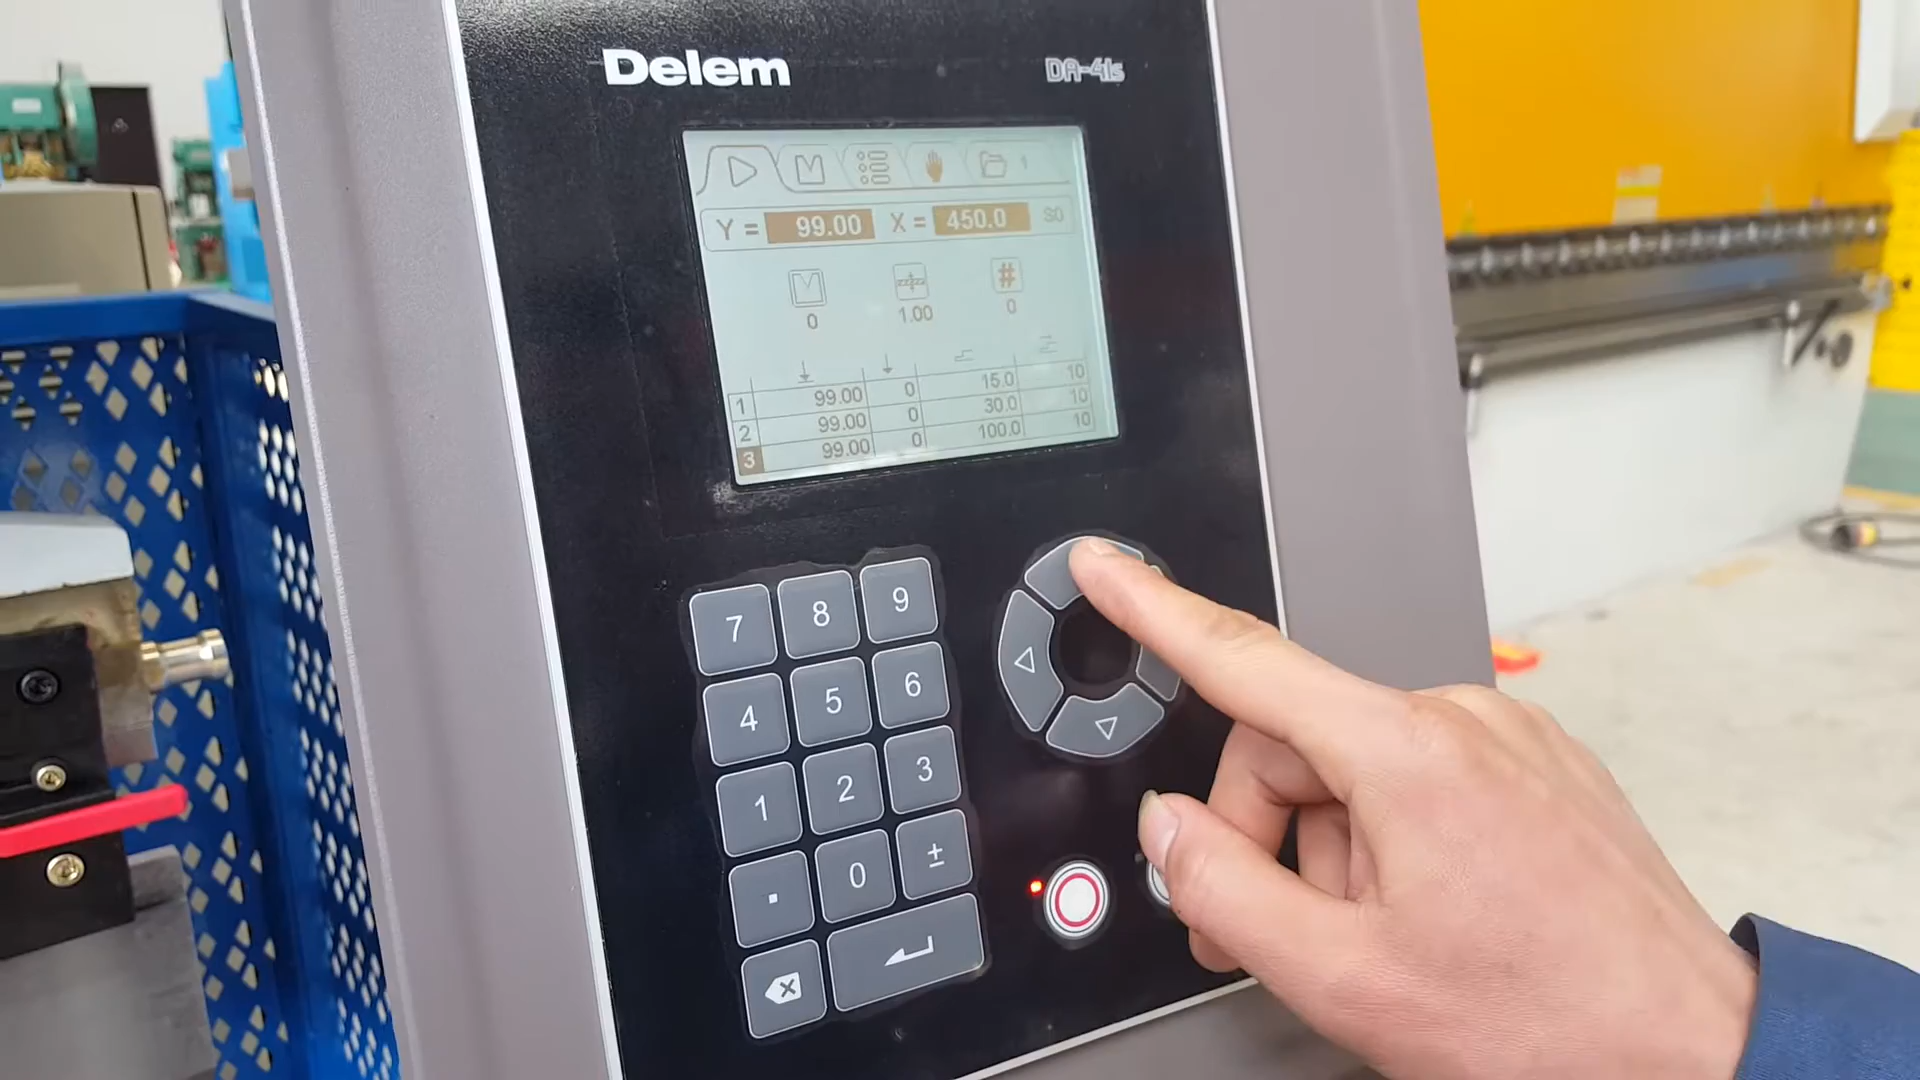 Delem DA-41s
1
Y = 99.00 X = 450.0 S0
#
0 1.00 0
1 99.00 0 15.0 10
2 99.00 0 30.0 10
3 99.00 0 100.0 10
7 8 9
4 5 6
1 2 3
. 0 ±